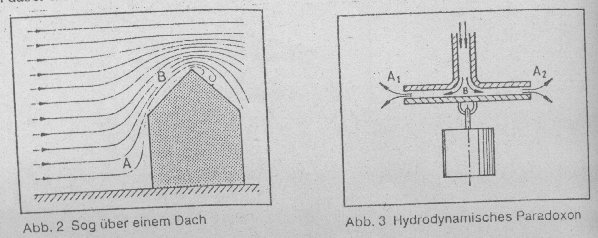 B
A
Abb. 2 Sog über einem Dach
A₁
A₂
B
Abb. 3 Hydrodynamisches Paradoxon